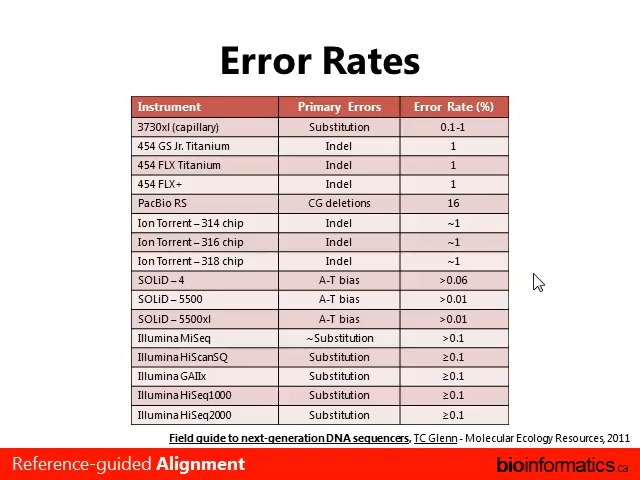 Error Rates
Instrument Primary Errors Error Rate (%)
3730xl (capillary) Substitution 0.1-1
454 GS Jr. Titanium Indel 1
454 FLX Titanium Indel 1
454 FLX+ Indel 1
PacBio RS CG deletions 16
Ion Torrent – 314 chip Indel ~1
Ion Torrent – 316 chip Indel ~1
Ion Torrent – 318 chip Indel ~1
SOLiD – 4 A-T bias >0.06
SOLiD – 5500 A-T bias >0.01
SOLiD – 5500xl A-T bias >0.01
Illumina MiSeq ~Substitution >0.1
Illumina HiScanSQ Substitution ≥0.1
Illumina GAIIx Substitution ≥0.1
Illumina HiSeq1000 Substitution ≥0.1
Illumina HiSeq2000 Substitution ≥0.1
Field guide to next-generation DNA sequencers, TC Glenn - Molecular Ecology Resources, 2011
Reference-guided Alignment bioinformatics.ca